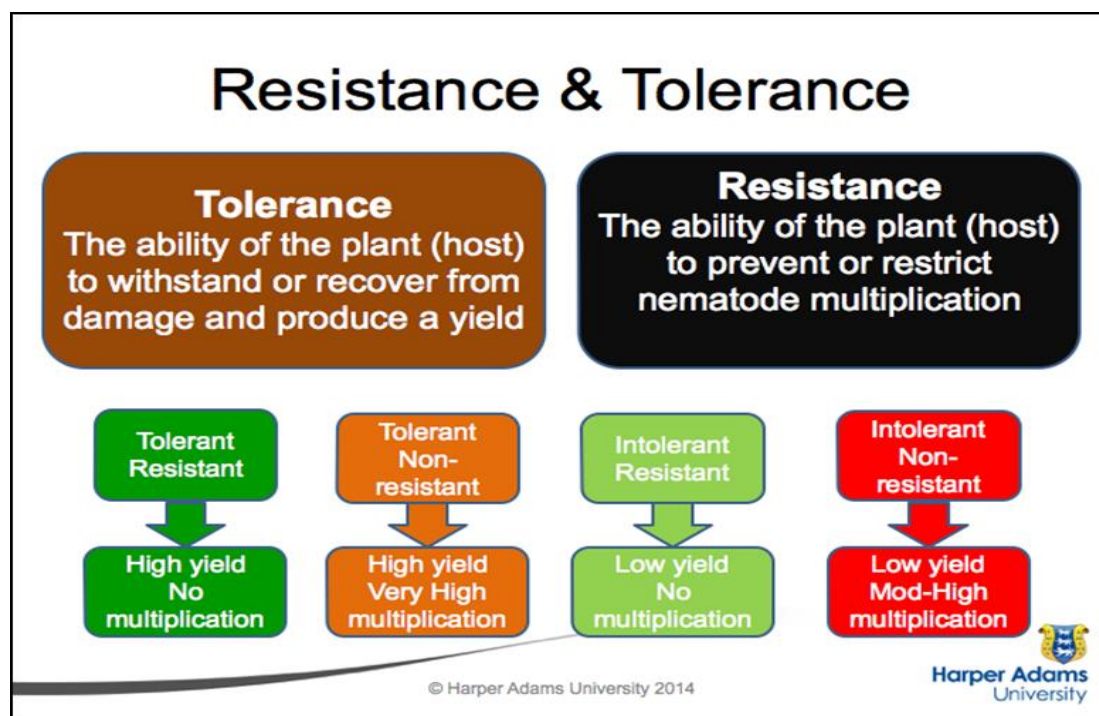 Resistance & Tolerance
Tolerance
The ability of the plant (host)
to withstand or recover from
damage and produce a yield
Resistance
The ability of the plant (host)
to prevent or restrict
nematode multiplication
Tolerant
Resistant
Tolerant
Non-
resistant
Intolerant
Resistant
Intolerant
Non-
resistant
High yield
No
multiplication
High yield
Very High
multiplication
Low yield
No
multiplication
Low yield
Mod-High
multiplication
© Harper Adams University 2014
Harper Adams
University